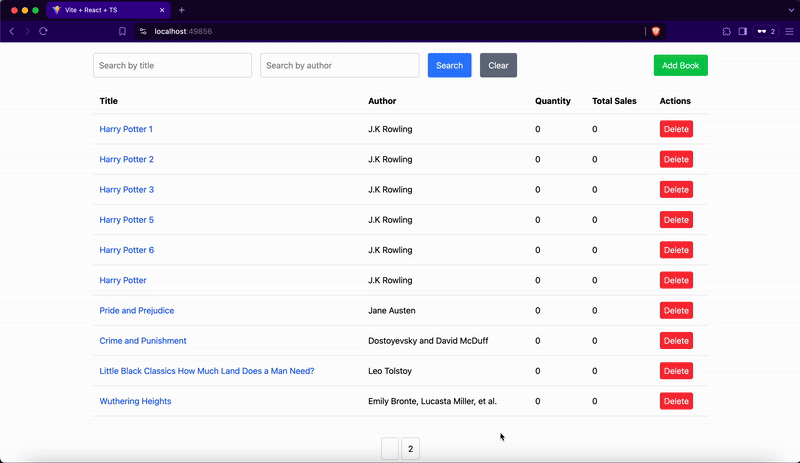 Vite + React + TS
localhost:49856
2
Search by title Search by author Search Clear Add Book
Title Author Quantity Total Sales Actions
Harry Potter 1 J.K Rowling 0 0 Delete
Harry Potter 2 J.K Rowling 0 0 Delete
Harry Potter 3 J.K Rowling 0 0 Delete
Harry Potter 5 J.K Rowling 0 0 Delete
Harry Potter 6 J.K Rowling 0 0 Delete
Harry Potter J.K Rowling 0 0 Delete
Pride and Prejudice Jane Austen 0 0 Delete
Crime and Punishment Dostoyevsky and David McDuff 0 0 Delete
Little Black Classics How Much Land Does a Man Need? Leo Tolstoy 0 0 Delete
Wuthering Heights Emily Bronte, Lucasta Miller, et al. 0 0 Delete
2